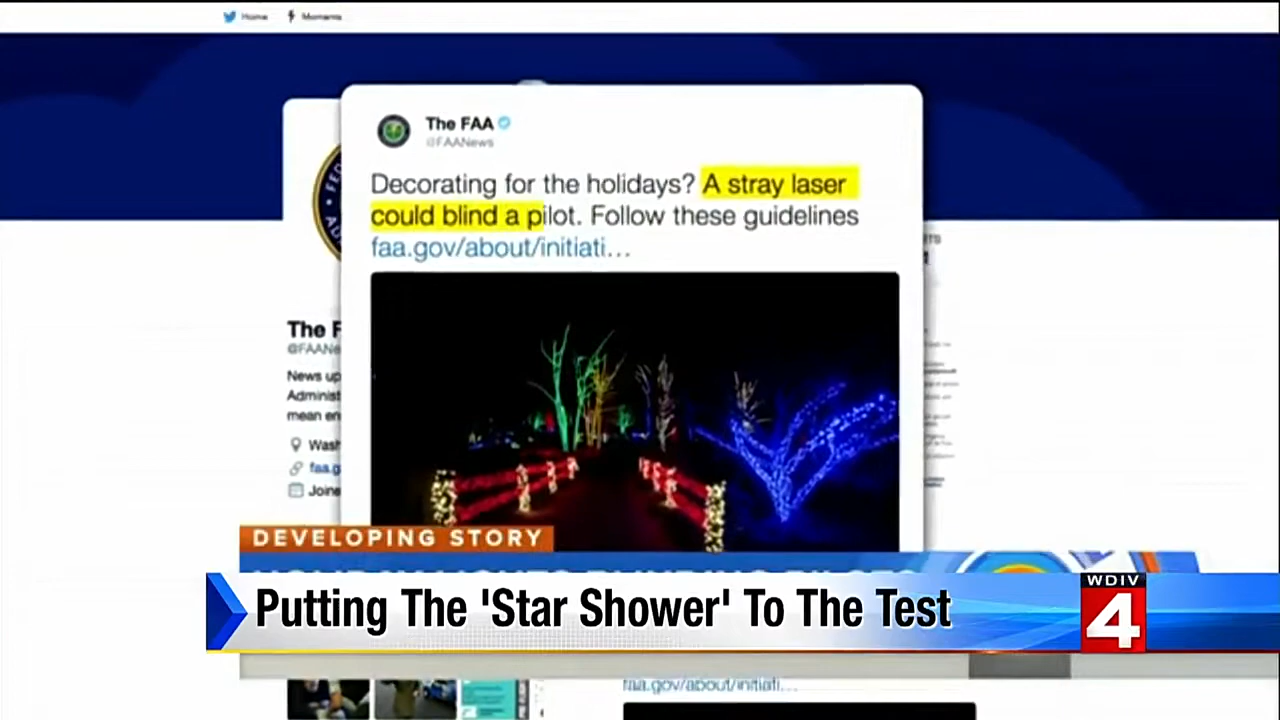 Home
Moments
The FAA
@FAANews
Decorating for the holidays? A stray laser
could blind a pilot. Follow these guidelines
faa.gov/about/initiati...
The F
@FAANe
News up
Administ
mean en
Wash
faa.g
Joine
DEVELOPING STORY
Putting The 'Star Shower' To The Test
WDIV
4
faa.gov/about/initiati...